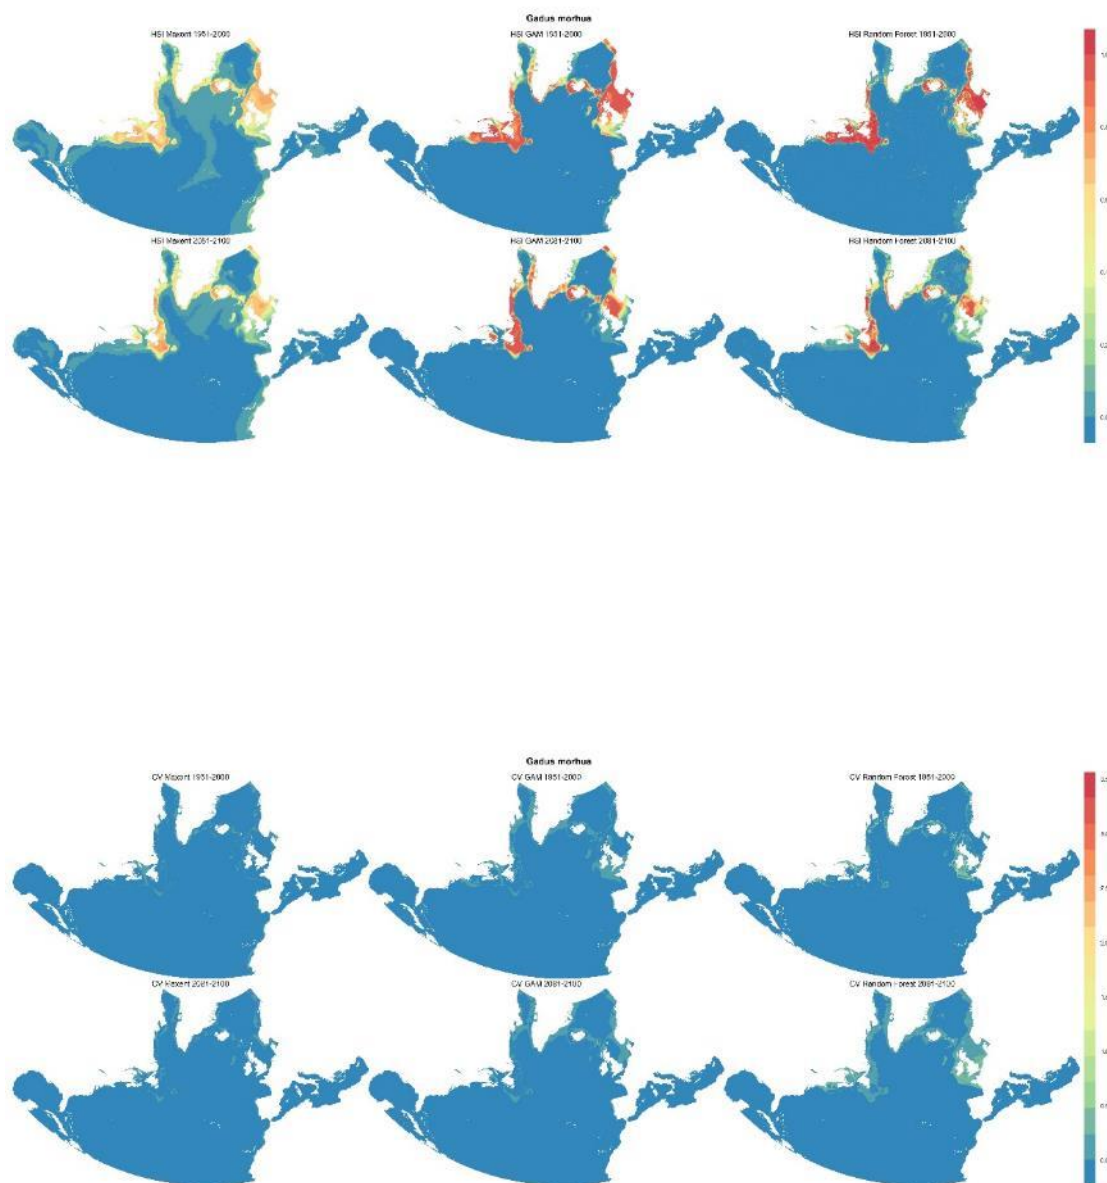 Gadus morhus
HSI Maxent 1951-2000 HSI GAM 1951-2000 HSI Random Forest 1951-2000
HSI Maxent 2081-2100 HSI GAM 2081-2100 HSI Random Forest 2081-2100
Gadus morhus
CV Maxent 1951-2000 CV GAM 1951-2000 CV Random Forest 1951-2000
CV Maxent 2081-2100 CV GAM 2081-2100 CV Random Forest 2081-2100